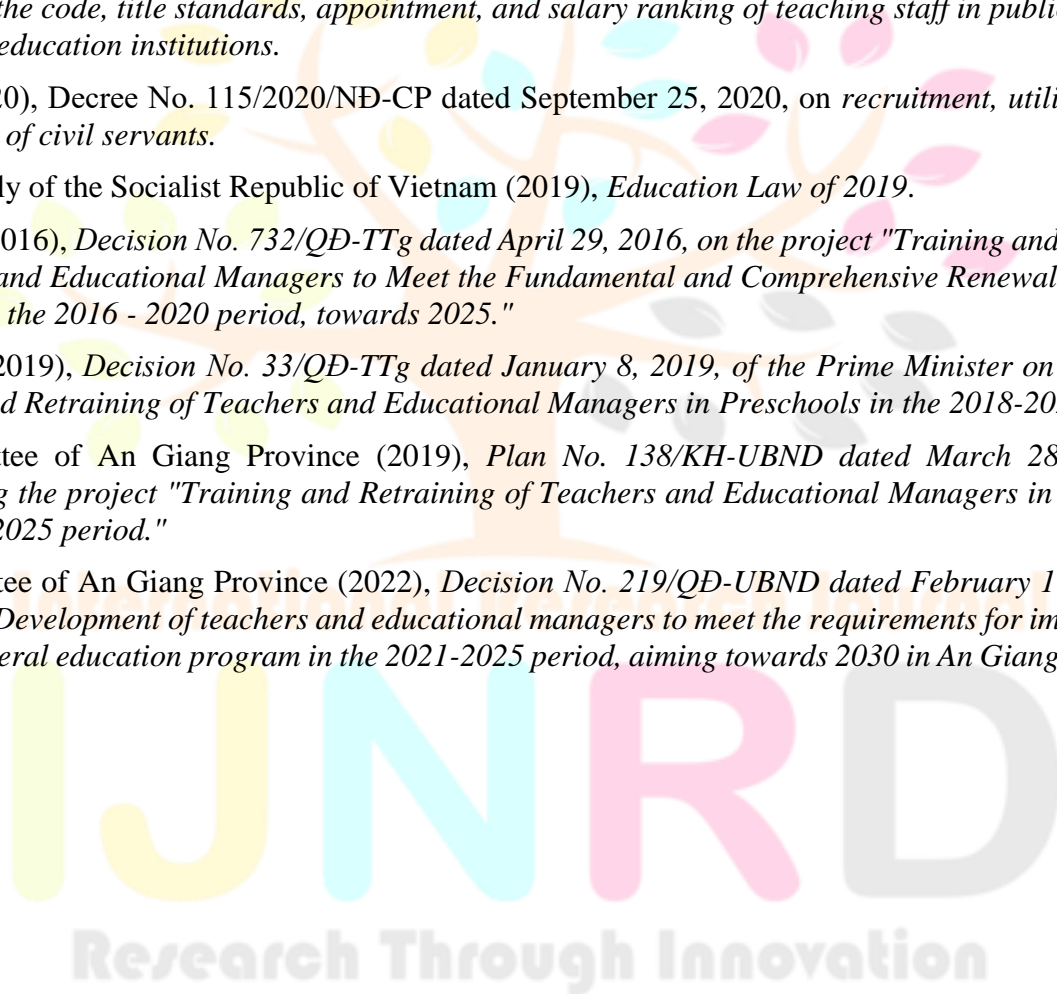 the code, title standards, appointment, and salary ranking of teaching staff in public
education institutions.
20), Decree No. 115/2020/NĐ-CP dated September 25, 2020, on recruitment, utili
of civil servants.
ly of the Socialist Republic of Vietnam (2019), Education Law of 2019.
016), Decision No. 732/QĐ-TTg dated April 29, 2016, on the project "Training and
and Educational Managers to Meet the Fundamental and Comprehensive Renewal
the 2016 - 2020 period, towards 2025."
2019), Decision No. 33/QĐ-TTg dated January 8, 2019, of the Prime Minister on
d Retraining of Teachers and Educational Managers in Preschools in the 2018-20
ttee of An Giang Province (2019), Plan No. 138/KH-UBND dated March 28
g the project "Training and Retraining of Teachers and Educational Managers in
2025 period."
tee of An Giang Province (2022), Decision No. 219/QĐ-UBND dated February 1
Development of teachers and educational managers to meet the requirements for im
eral education program in the 2021-2025 period, aiming towards 2030 in An Giang
International Research Journal
IJNRD
Research Through Innovation